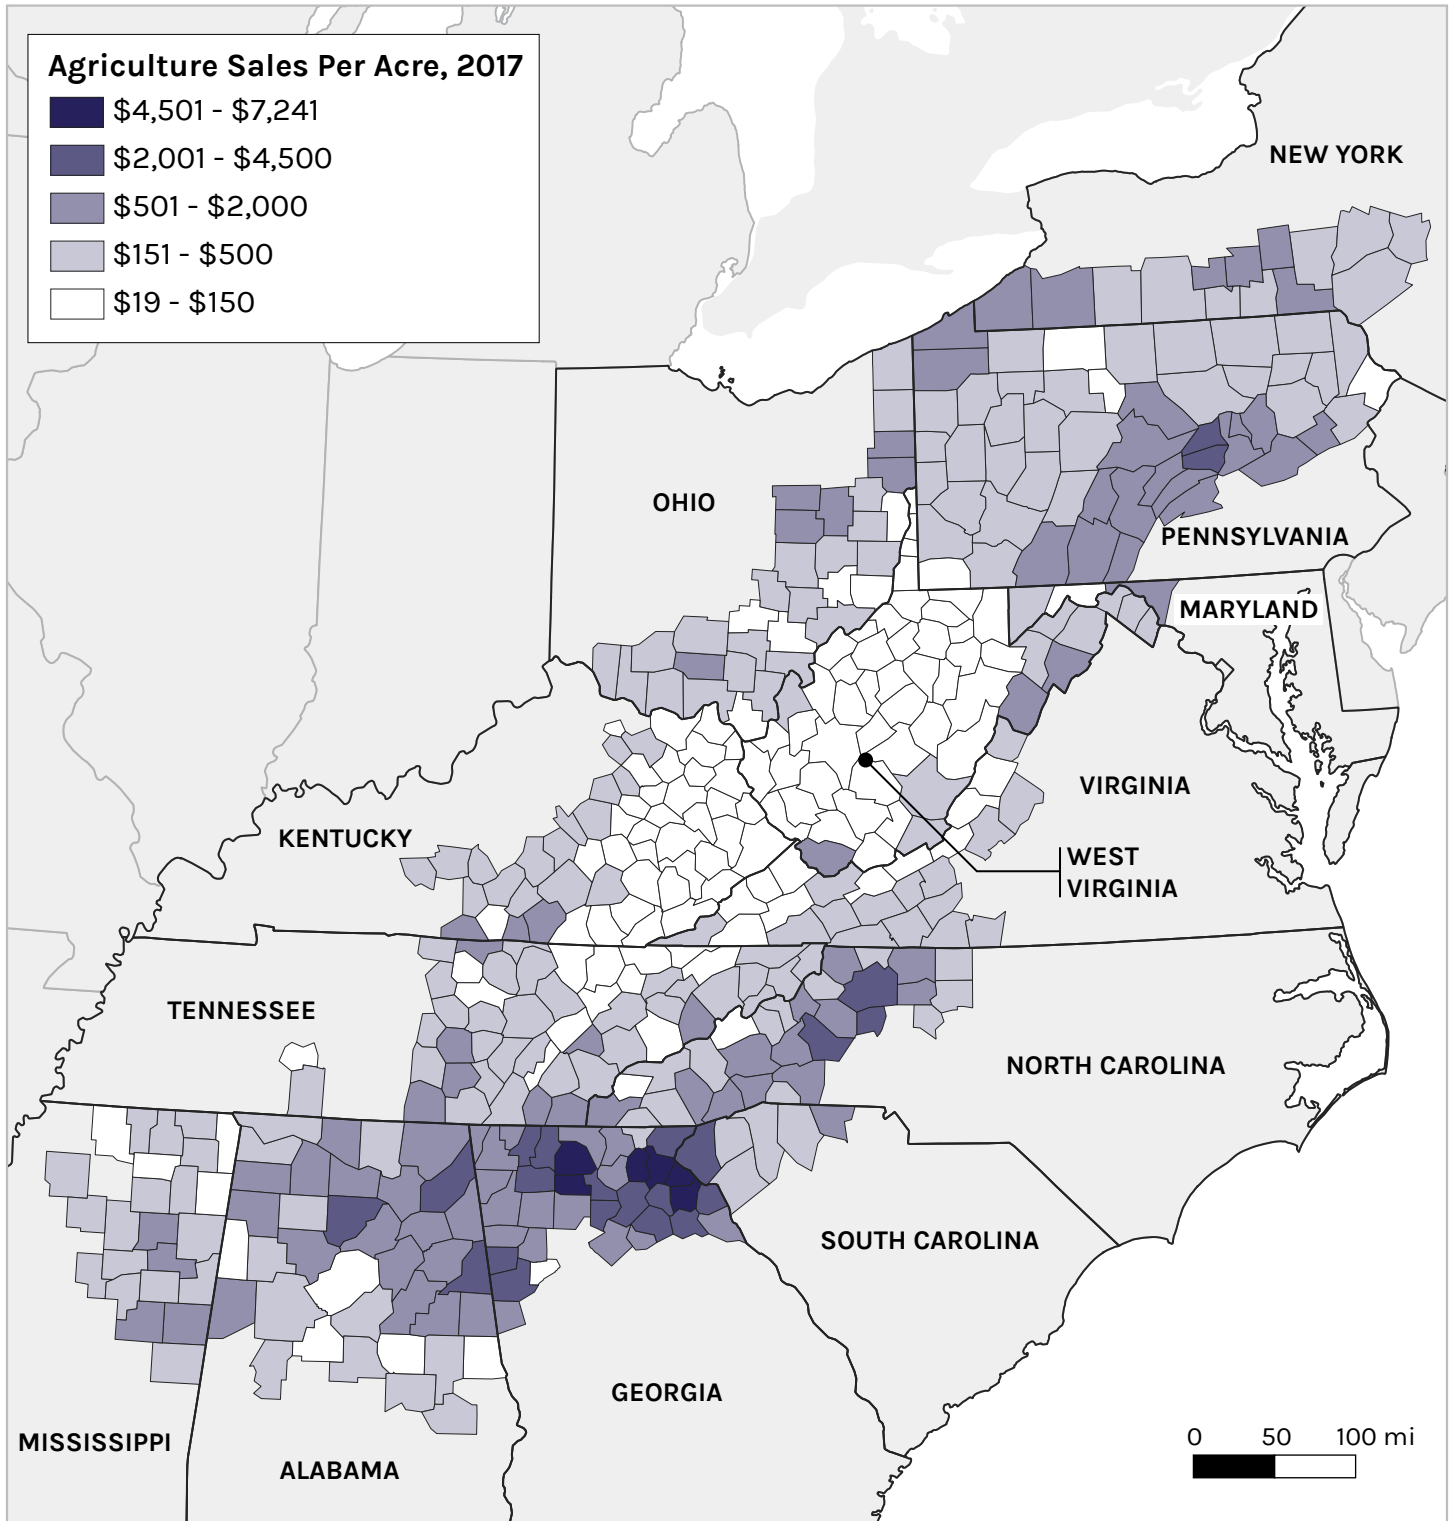 Agriculture Sales Per Acre, 2017
$4,501 - $7,241
$2,001 - $4,500
$501 - $2,000
$151 - $500
$19 - $150
NEW YORK
OHIO
PENNSYLVANIA
MARYLAND
VIRGINIA
KENTUCKY
WEST
VIRGINIA
TENNESSEE
NORTH CAROLINA
SOUTH CAROLINA
GEORGIA
MISSISSIPPI
ALABAMA
0 50 100 mi